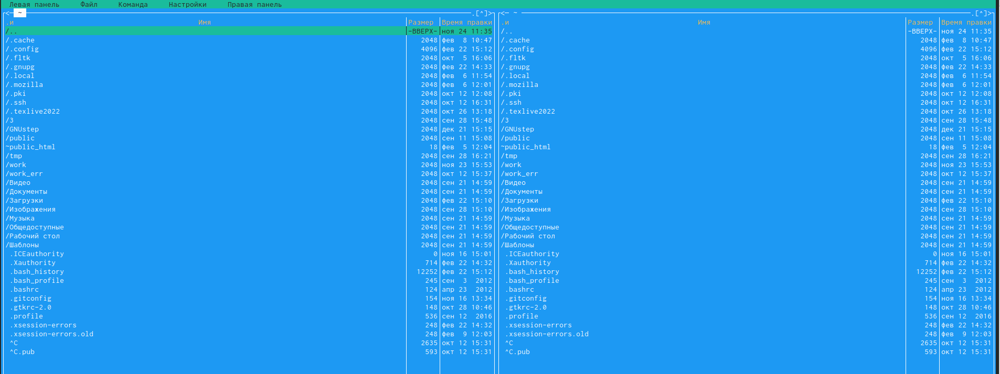 Левая панель Файл Команда Настройки Правая панель
<─ ~ .[^]> <─ ~ .[^]>
.и Имя Размер Время правки .и Имя Размер Время правки
/.. -ВВЕРХ- ноя 24 11:35 /.. -ВВЕРХ- ноя 24 11:35
/.cache 2048 фев 8 10:47 /.cache 2048 фев 8 10:47
/.config 4096 фев 22 15:12 /.config 4096 фев 22 15:12
/.fltk 2048 окт 5 16:06 /.fltk 2048 окт 5 16:06
/.gnupg 2048 фев 22 14:33 /.gnupg 2048 фев 22 14:33
/.local 2048 фев 6 11:54 /.local 2048 фев 6 11:54
/.mozilla 2048 фев 6 12:01 /.mozilla 2048 фев 6 12:01
/.pki 2048 окт 12 12:08 /.pki 2048 окт 12 12:08
/.ssh 2048 окт 12 16:31 /.ssh 2048 окт 12 16:31
/.texlive2022 2048 окт 26 13:18 /.texlive2022 2048 окт 26 13:18
/3 2048 сен 28 15:48 /3 2048 сен 28 15:48
/GNUstep 2048 дек 21 15:15 /GNUstep 2048 дек 21 15:15
/public 2048 сен 11 15:08 /public 2048 сен 11 15:08
~public_html 18 фев 5 12:04 ~public_html 18 фев 5 12:04
/tmp 2048 сен 28 16:21 /tmp 2048 сен 28 16:21
/work 2048 ноя 23 15:53 /work 2048 ноя 23 15:53
/work_err 2048 окт 12 15:37 /work_err 2048 окт 12 15:37
/Видео 2048 сен 21 14:59 /Видео 2048 сен 21 14:59
/Документы 2048 сен 21 14:59 /Документы 2048 сен 21 14:59
/Загрузки 2048 фев 22 15:10 /Загрузки 2048 фев 22 15:10
/Изображения 2048 сен 28 15:10 /Изображения 2048 сен 28 15:10
/Музыка 2048 сен 21 14:59 /Музыка 2048 сен 21 14:59
/Общедоступные 2048 сен 21 14:59 /Общедоступные 2048 сен 21 14:59
/Рабочий стол 2048 сен 21 14:59 /Рабочий стол 2048 сен 21 14:59
/Шаблоны 2048 сен 21 14:59 /Шаблоны 2048 сен 21 14:59
.ICEauthority 0 ноя 16 15:01 .ICEauthority 0 ноя 16 15:01
.Xauthority 714 фев 22 14:32 .Xauthority 714 фев 22 14:32
.bash_history 12252 фев 22 15:12 .bash_history 12252 фев 22 15:12
.bash_profile 245 сен 3 2012 .bash_profile 245 сен 3 2012
.bashrc 124 апр 23 2012 .bashrc 124 апр 23 2012
.gitconfig 154 ноя 16 13:34 .gitconfig 154 ноя 16 13:34
.gtkrc-2.0 148 окт 28 10:46 .gtkrc-2.0 148 окт 28 10:46
.profile 536 сен 12 2016 .profile 536 сен 12 2016
.xsession-errors 248 фев 22 14:32 .xsession-errors 248 фев 22 14:32
.xsession-errors.old 248 фев 9 12:03 .xsession-errors.old 248 фев 9 12:03
^C 2635 окт 12 15:31 ^C 2635 окт 12 15:31
^C.pub 593 окт 12 15:31 ^C.pub 593 окт 12 15:31